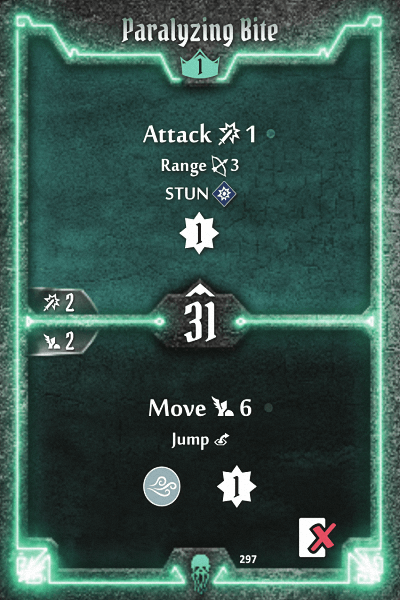 Paralyzing Bite
1
Attack 1
Range 3
STUN
1
2
31
2
Move 6
Jump
1
297